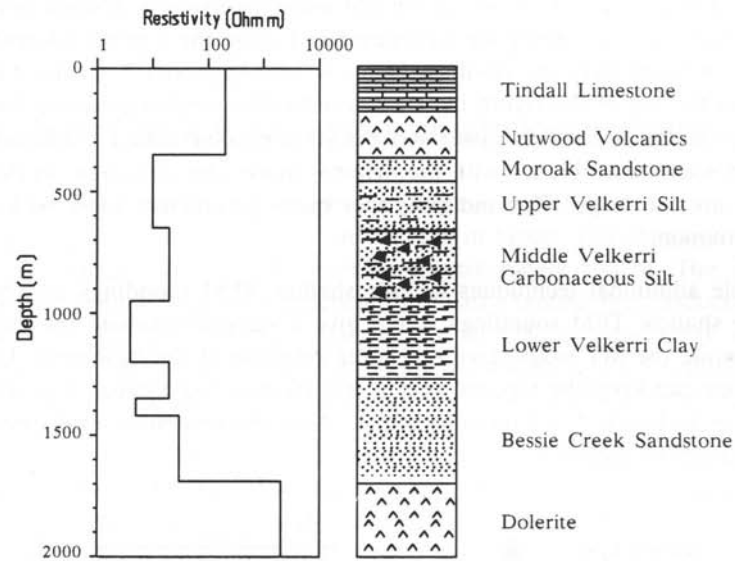 Resistivity (Ohm m)
1 100 10000
0
500
1000
1500
2000
Depth (m)
Tindall Limestone
Nutwood Volcanics
Moroak Sandstone
Upper Velkerri Silt
Middle Velkerri
Carbonaceous Silt
Lower Velkerri Clay
Bessie Creek Sandstone
Dolerite